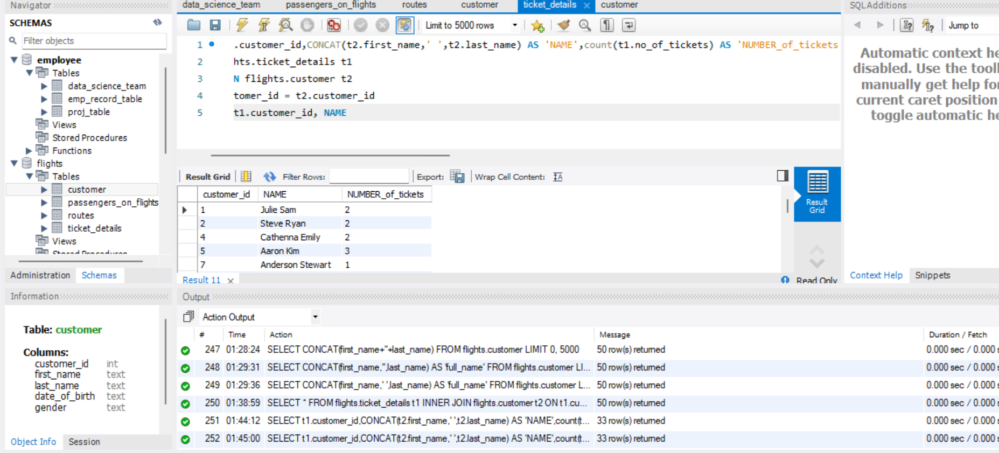 Navigator
SCHEMAS
Filter objects
employee
Tables
data_science_team
emp_record_table
proj_table
Views
Stored Procedures
Functions
flights
Tables
customer
passengers_on_flights
routes
ticket_details
Views
Stored Procedures
Administration Schemas
Information
Table: customer
Columns:
customer_id int
first_name text
last_name text
date_of_birth text
gender text
Object Info Session
data_science_team passengers_on_flights routes customer ticket_details customer
Limit to 5000 rows
1 .customer_id,CONCAT(t2.first_name,' ',t2.last_name) AS 'NAME',count(t1.no_of_tickets) AS 'NUMBER_of_tickets
2 hts.ticket_details t1
3 N flights.customer t2
4 tomer_id = t2.customer_id
5 t1.customer_id, NAME
Result Grid Filter Rows: Export: Wrap Cell Content:
customer_id NAME NUMBER_of_tickets
1 Julie Sam 2
2 Steve Ryan 2
4 Cathenna Emily 2
5 Aaron Kim 3
7 Anderson Stewart 1
Result
Grid
Result 11 Read Only
SQLAdditions
Jump to
Automatic context he
disabled. Use the tool
manually get help for
current caret position
toggle automatic he
Context Help Snippets
Output
Action Output
# Time Action Message Duration / Fetch
247 01:28:24 SELECT CONCAT(first_name+''+last_name) FROM flights.customer LIMIT 0, 5000 50 row(s) returned 0.000 sec / 0.000 s
248 01:29:31 SELECT CONCAT(first_name,'',last_name) AS 'full_name' FROM flights.customer LI... 50 row(s) returned 0.000 sec / 0.000 s
249 01:29:36 SELECT CONCAT(first_name,' ',last_name) AS 'full_name' FROM flights.customer L... 50 row(s) returned 0.000 sec / 0.000 s
250 01:38:59 SELECT * FROM flights.ticket_details t1 INNER JOIN flights.customer t2 ON t1.cu... 50 row(s) returned 0.000 sec / 0.000 s
251 01:44:12 SELECT t1.customer_id,CONCAT(t2.first_name,' ',t2.last_name) AS 'NAME',count(t... 33 row(s) returned 0.000 sec / 0.000 s
252 01:45:00 SELECT t1.customer_id,CONCAT(t2.first_name,' ',t2.last_name) AS 'NAME',count(t... 33 row(s) returned 0.000 sec / 0.000 s